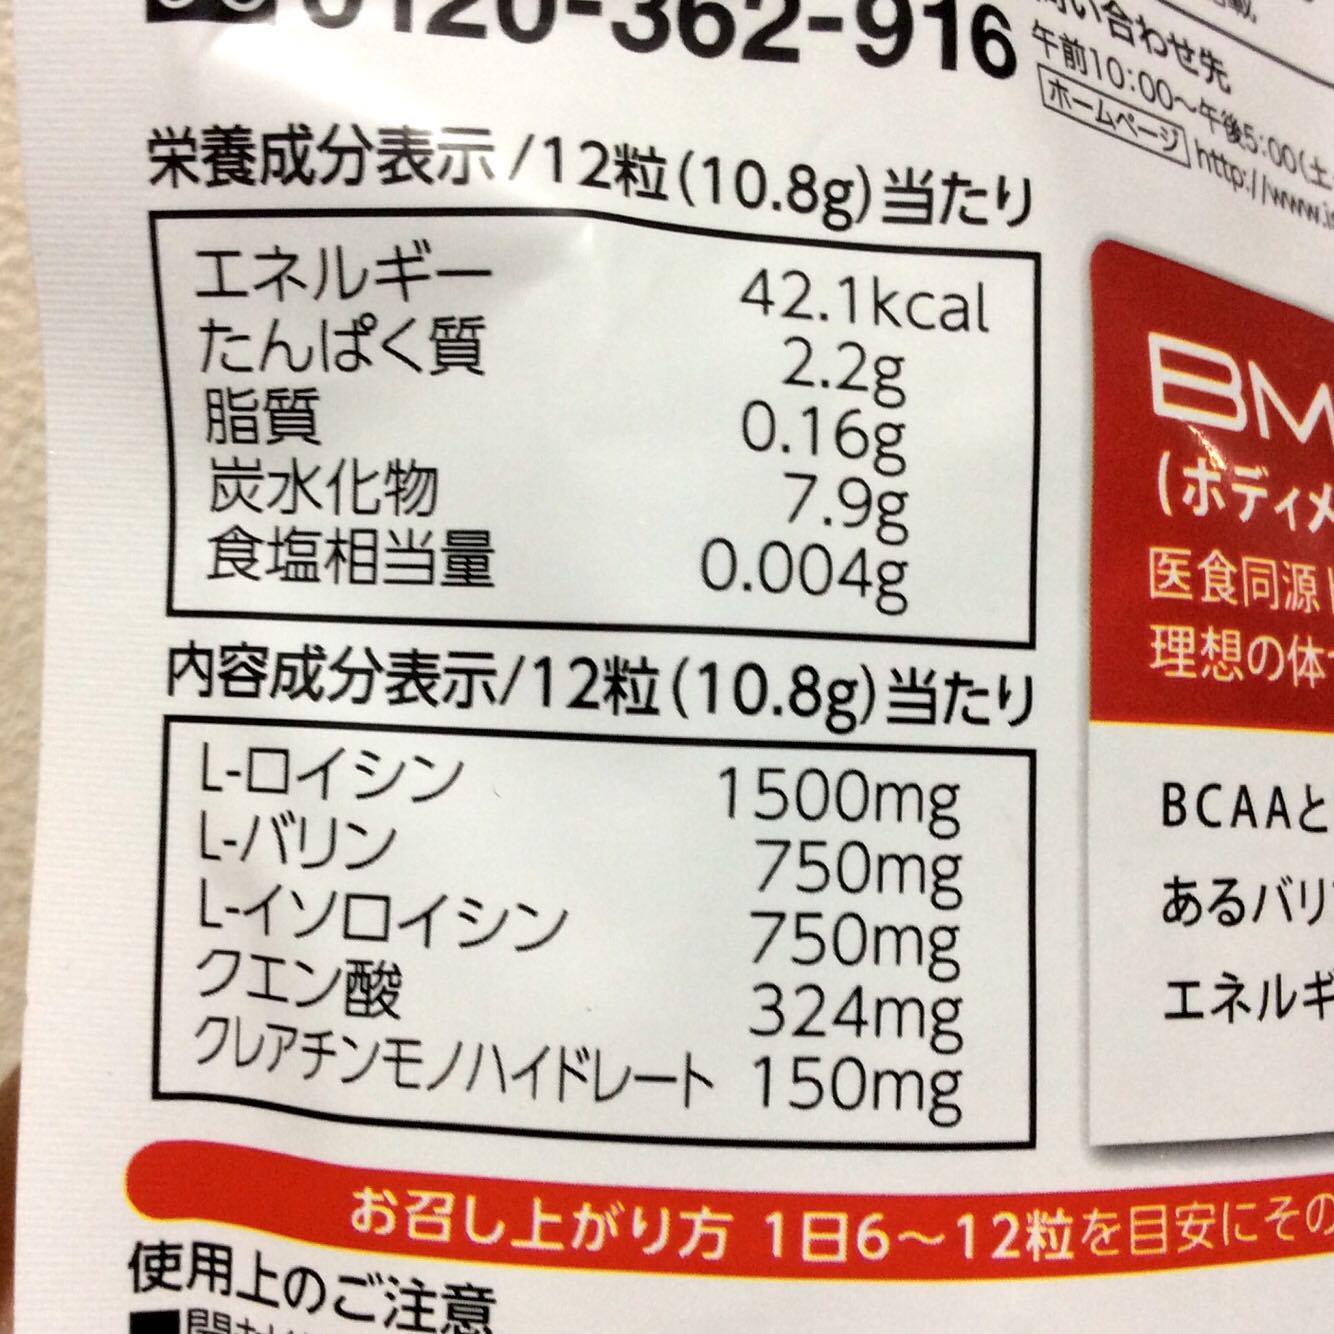 0120-362-916
問い合わせ先
午前10:00～午後5:00(土
ホームページ http://www.
栄養成分表示/12粒(10.8g)当たり
エネルギー 42.1kcal
たんぱく質 2.2g
脂質 0.16g
炭水化物 7.9g
食塩相当量 0.004g
内容成分表示/12粒(10.8g)当たり
L-ロイシン 1500mg
L-バリン 750mg
L-イソロイシン 750mg
クエン酸 324mg
クレアチンモノハイドレート 150mg
BM
(ボディメ
医食同源
理想の体
BCAAと
あるバリ
エネルギ
お召し上がり方 1日6～12粒を目安にその
使用上のご注意